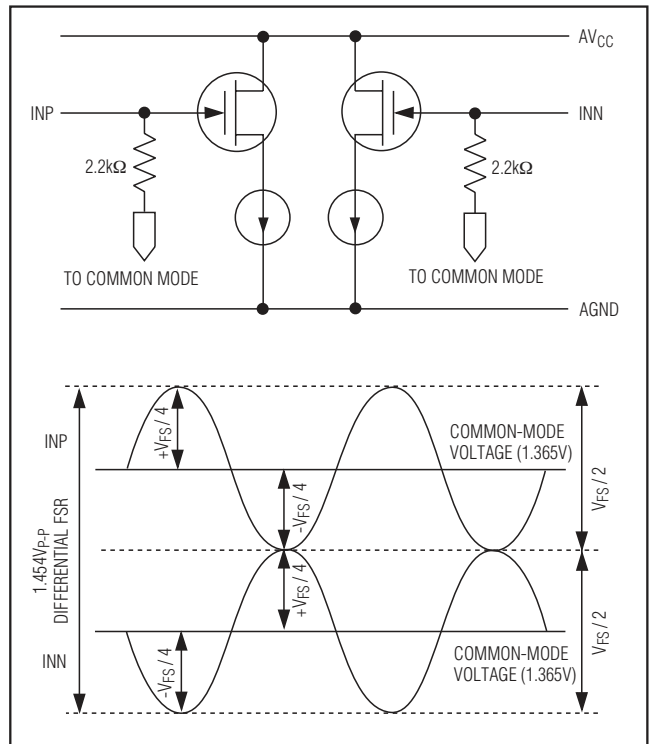 AVCC
INP
INN
2.2kΩ
2.2kΩ
TO COMMON MODE
TO COMMON MODE
AGND
INP
+VFS / 4
COMMON-MODE
VOLTAGE (1.365V)
-VFS / 4
VFS / 2
1.454VP-P
DIFFERENTIAL FSR
+VFS / 4
INN
-VFS / 4
COMMON-MODE
VOLTAGE (1.365V)
VFS / 2